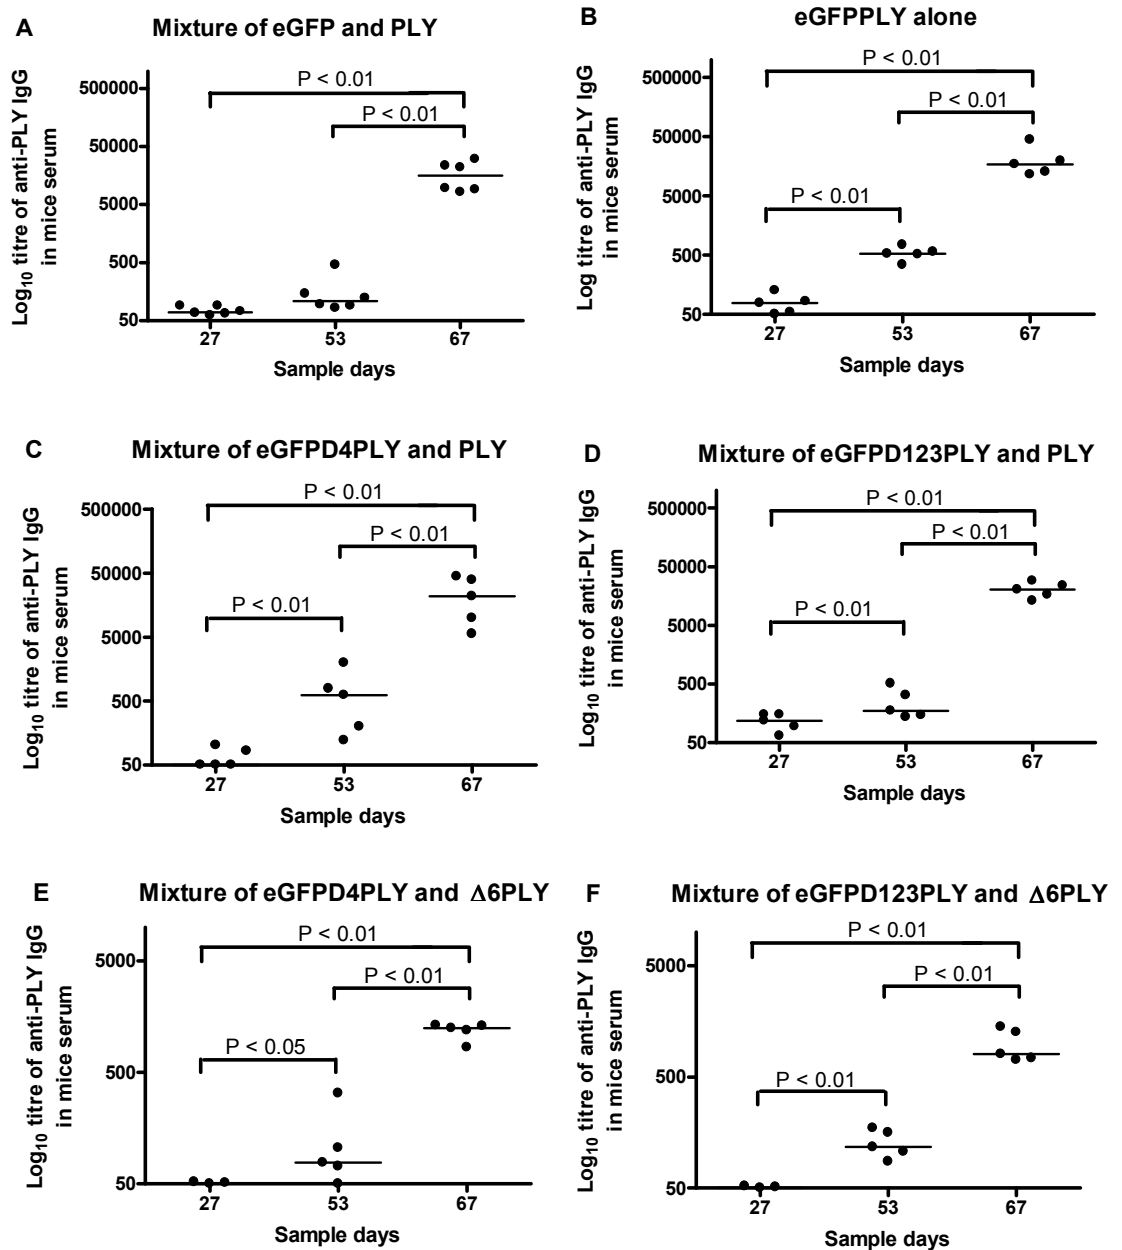 A
Mixture of eGFP and PLY
Log₁₀ titre of anti-PLY IgG
in mice serum
500000
50000
5000
500
50
P < 0.01
P < 0.01
27
53
67
Sample days
B
eGFPPLY alone
Log titre of anti-PLY IgG
in mice serum
500000
50000
5000
500
50
P < 0.01
P < 0.01
P < 0.01
27
53
67
Sample days
C
Mixture of eGFPD4PLY and PLY
Log₁₀ titre of anti-PLY IgG
in mice serum
500000
50000
5000
500
50
P < 0.01
P < 0.01
P < 0.01
27
53
67
Sample days
D
Mixture of eGFPD123PLY and PLY
Log₁₀ titre of anti-PLY IgG
in mice serum
500000
50000
5000
500
50
P < 0.01
P < 0.01
P < 0.01
27
53
67
Sample days
E
Mixture of eGFPD4PLY and Δ6PLY
Log₁₀ titre of anti-PLY IgG
in mice serum
5000
500
50
P < 0.01
P < 0.01
P < 0.05
27
53
67
Sample days
F
Mixture of eGFPD123PLY and Δ6PLY
Log₁₀ titre of anti-PLY IgG
in mice serum
5000
500
50
P < 0.01
P < 0.01
P < 0.01
27
53
67
Sample days